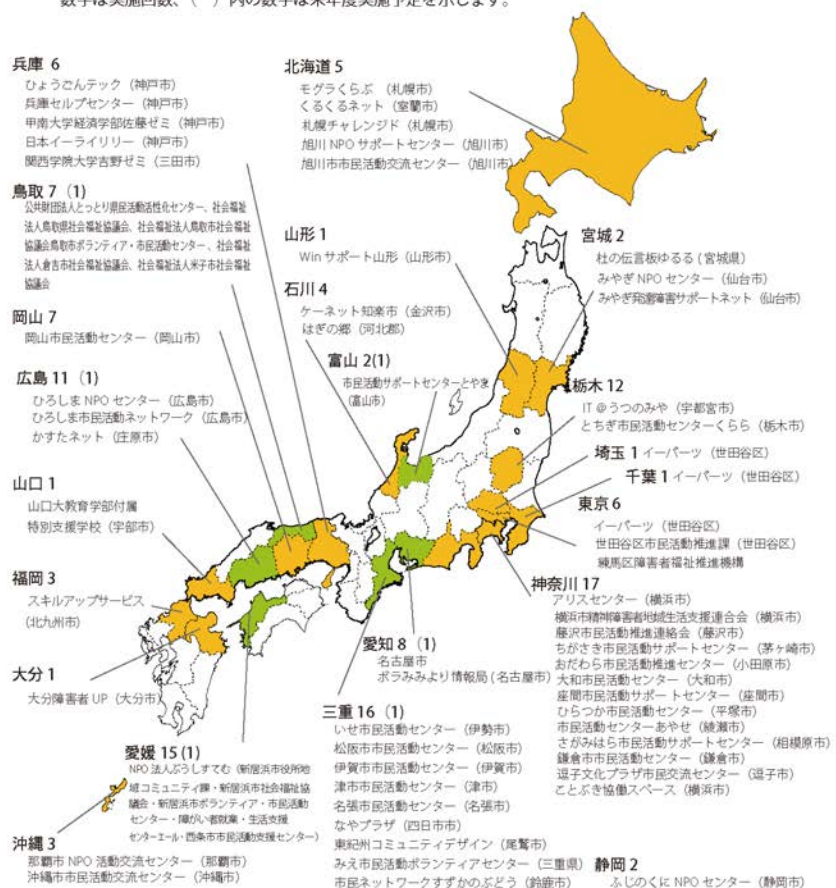 数字は実施回数、（　）内の数字は来年度実施予定を示します。
兵庫 6
ひょうごんテック（神戸市）
兵庫セルプセンター（神戸市）
甲南大学経済学部佐藤ゼミ（神戸市）
日本イーライリリー（神戸市）
関西学院大学吉野ゼミ（三田市）
北海道 5
モグラくらぶ （札幌市）
くるくるネット（室蘭市）
札幌チャレンジド（札幌市）
旭川 NPO サポートセンター（旭川市）
旭川市市民活動交流センター（旭川市）
鳥取 7（1）
公共財団法人とっとり県民活動活性化センター、社会福祉
法人鳥取県社会福祉協議会、社会福祉法人鳥取市社会福祉
協議会鳥取市ボランティア・市民活動センター、社会福祉
法人倉吉市社会福祉協議会、社会福祉法人米子市社会福祉
協議会
山形 1
Win サポート山形（山形市）
宮城 2
杜の伝言板ゆるる ( 宮城県）
みやぎ NPO センター（仙台市）
みやぎ発達障害サポートネット（仙台市）
石川 4
ケーネット知楽市（金沢市）
はぎの郷（河北郡）
岡山 7
岡山市民活動センター（岡山市）
富山 2(1)
市民活動サポートセンターとやま
（富山市）
広島 11（1）
ひろしま NPO センター（広島市）
ひろしま市民活動ネットワーク（広島市）
かすたネット（庄原市）
栃木 12
IT @うつのみや（宇都宮市）
とちぎ市民活動センターくらら（栃木市）
埼玉 1 イーパーツ（世田谷区）
千葉 1 イーパーツ（世田谷区）
東京 6
イーパーツ（世田谷区）
世田谷区市民活動推進課（世田谷区）
練馬区障害者福祉推進機構
山口 1
山口大教育学部付属
特別支援学校（宇部市）
福岡 3
スキルアップサービス
（北九州市）
神奈川 17
アリスセンター（横浜市）
横浜市精神障害者地域生活支援連合会（横浜市）
藤沢市民活動推進連絡会（藤沢市）
ちがさき市民活動サポートセンター（茅ヶ崎市）
おだわら市民活動推進センター（小田原市）
大和市民活動センター（大和市）
座間市民活動サポートセンター（座間市）
ひらつか市民活動センター（平塚市）
市民活動センターあやせ（綾瀬市）
さがみはら市民活動サポートセンター（相模原市）
鎌倉市市民活動センター（鎌倉市）
逗子文化プラザ市民交流センター（逗子市）
ことぶき協働スペース（横浜市）
愛知 8（1）
名古屋市
ボラみみより情報局 ( 名古屋市）
大分 1
大分障害者 UP（大分市）
三重 16（1）
いせ市民活動センター（伊勢市）
松阪市市民活動センター（松阪市）
伊賀市市民活動センター（伊賀市）
津市市民活動センター（津市）
名張市民活動センター（名張市）
なやプラザ（四日市市）
東紀州コミュニティデザイン（尾鷲市）
みえ市民活動ボランティアセンター（三重県）
市民ネットワークすずかのぶどう（鈴鹿市）
愛媛 15 (1)
NPO 法人ぶうしすてむ（新居浜市役所地
域コミュニティ課・新居浜市社会福祉協
議会・新居浜市ボランティア・市民活動
センター・障がい者就業・生活支援
センターエール・西条市市民活動支援センター）
沖縄 3
那覇市 NPO 活動交流センター（那覇市）
沖縄市市民活動交流センター（沖縄市）
静岡 2
ふじのくに NPO センター（静岡市）